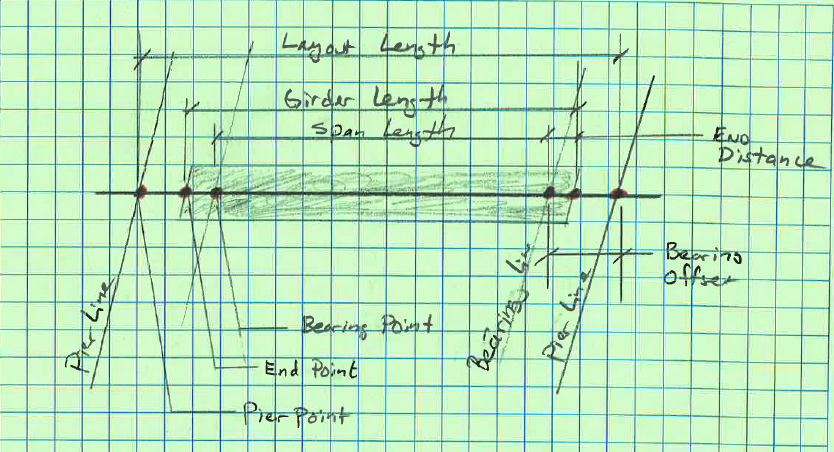 Layout Length
Girder Length
Span Length
END
Distance
Bearing
Offset
Bearing Line
Pier Line
Pier Line
Bearing Point
End Point
Pier Point